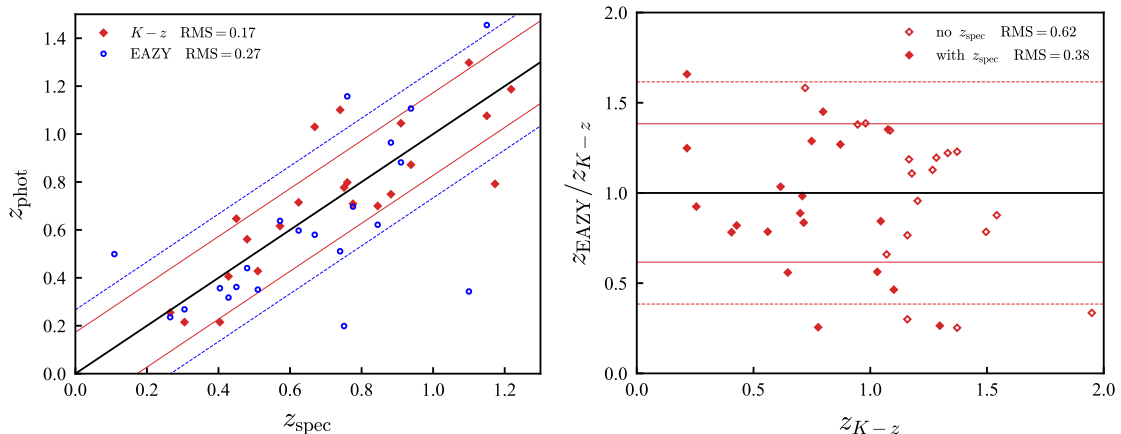 K − z RMS = 0.17
EAZY RMS = 0.27
1.4
1.2
1.0
0.8
0.6
0.4
0.2
0.0
z_phot
0.0 0.2 0.4 0.6 0.8 1.0 1.2
z_spec
no z_spec RMS = 0.62
with z_spec RMS = 0.38
2.0
1.5
1.0
0.5
0.0
z_EAZY/z_K−z
0.0 0.5 1.0 1.5 2.0
z_K−z